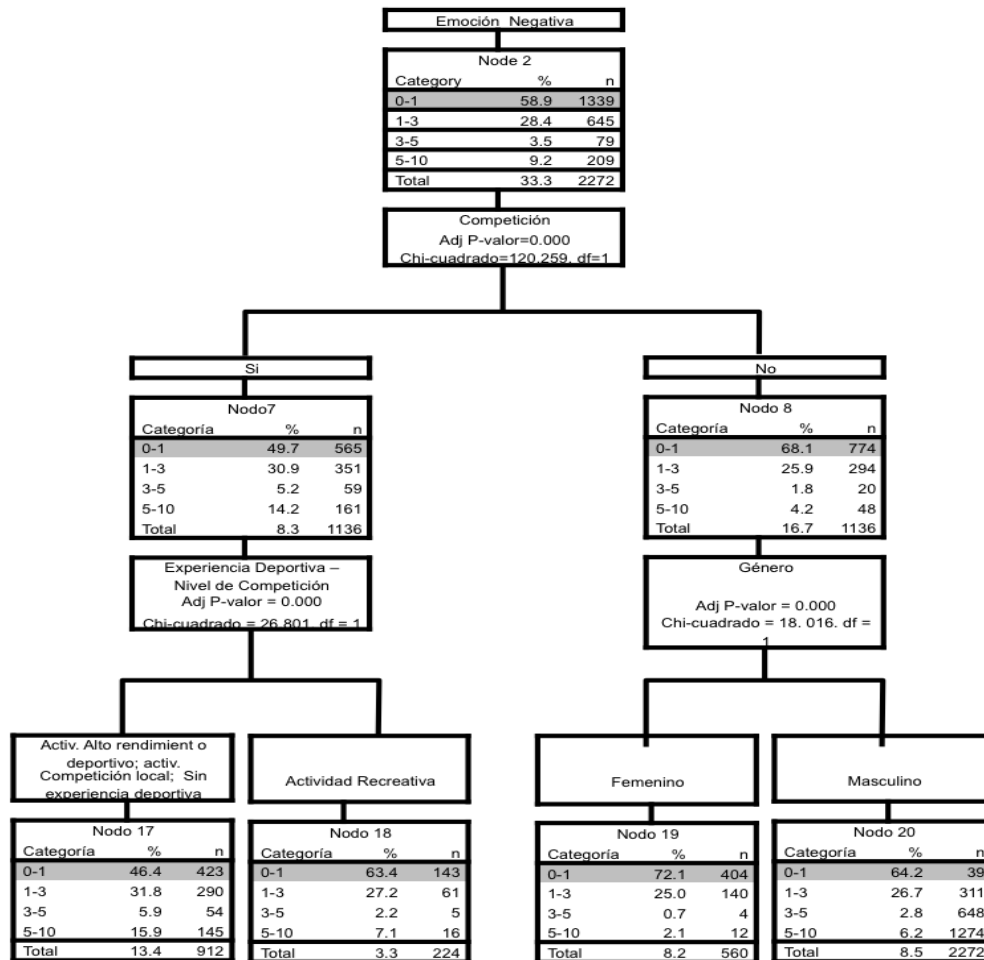 Emoción Negativa
Node 2
Category % n
0-1 58.9 1339
1-3 28.4 645
3-5 3.5 79
5-10 9.2 209
Total 33.3 2272
Competición
Adj P-valor=0.000
Chi-cuadrado=120.259. df=1
Si
Nodo7
Categoría % n
0-1 49.7 565
1-3 30.9 351
3-5 5.2 59
5-10 14.2 161
Total 8.3 1136
Experiencia Deportiva –
Nivel de Competición
Adj P-valor = 0.000
Chi-cuadrado = 26.801. df = 1
No
Nodo 8
Categoría % n
0-1 68.1 774
1-3 25.9 294
3-5 1.8 20
5-10 4.2 48
Total 16.7 1136
Género
Adj P-valor = 0.000
Chi-cuadrado = 18. 016. df =
1
Activ. Alto rendimient o
deportivo; activ.
Competición local; Sin
experiencia deportiva
Nodo 17
Categoría % n
0-1 46.4 423
1-3 31.8 290
3-5 5.9 54
5-10 15.9 145
Total 13.4 912
Actividad Recreativa
Nodo 18
Categoría % n
0-1 63.4 143
1-3 27.2 61
3-5 2.2 5
5-10 7.1 16
Total 3.3 224
Femenino
Nodo 19
Categoría % n
0-1 72.1 404
1-3 25.0 140
3-5 0.7 4
5-10 2.1 12
Total 8.2 560
Masculino
Nodo 20
Categoría % n
0-1 64.2 39
1-3 26.7 311
3-5 2.8 648
5-10 6.2 1274
Total 8.5 2272